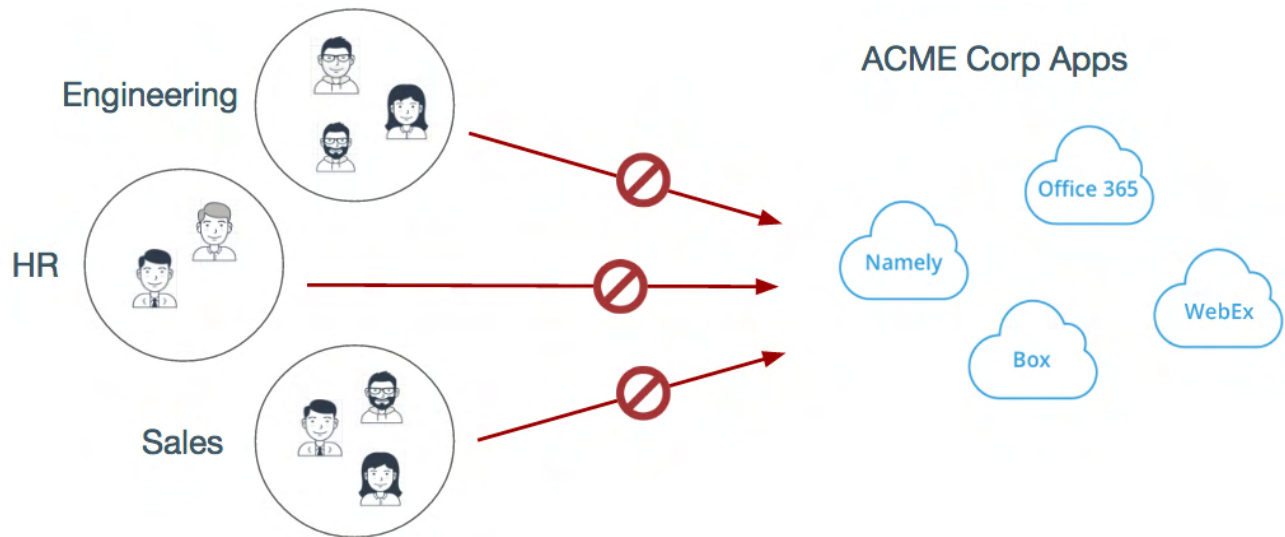 Engineering
HR
Sales
ACME Corp Apps
Office 365
Namely
WebEx
Box